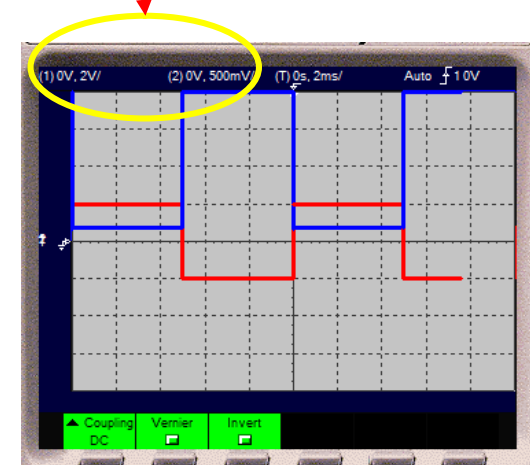 (1) 0V, 2V/ (2) 0V, 500mV/ (T) 0s, 2ms/ Auto 1 0V
Coupling Vernier Invert
DC